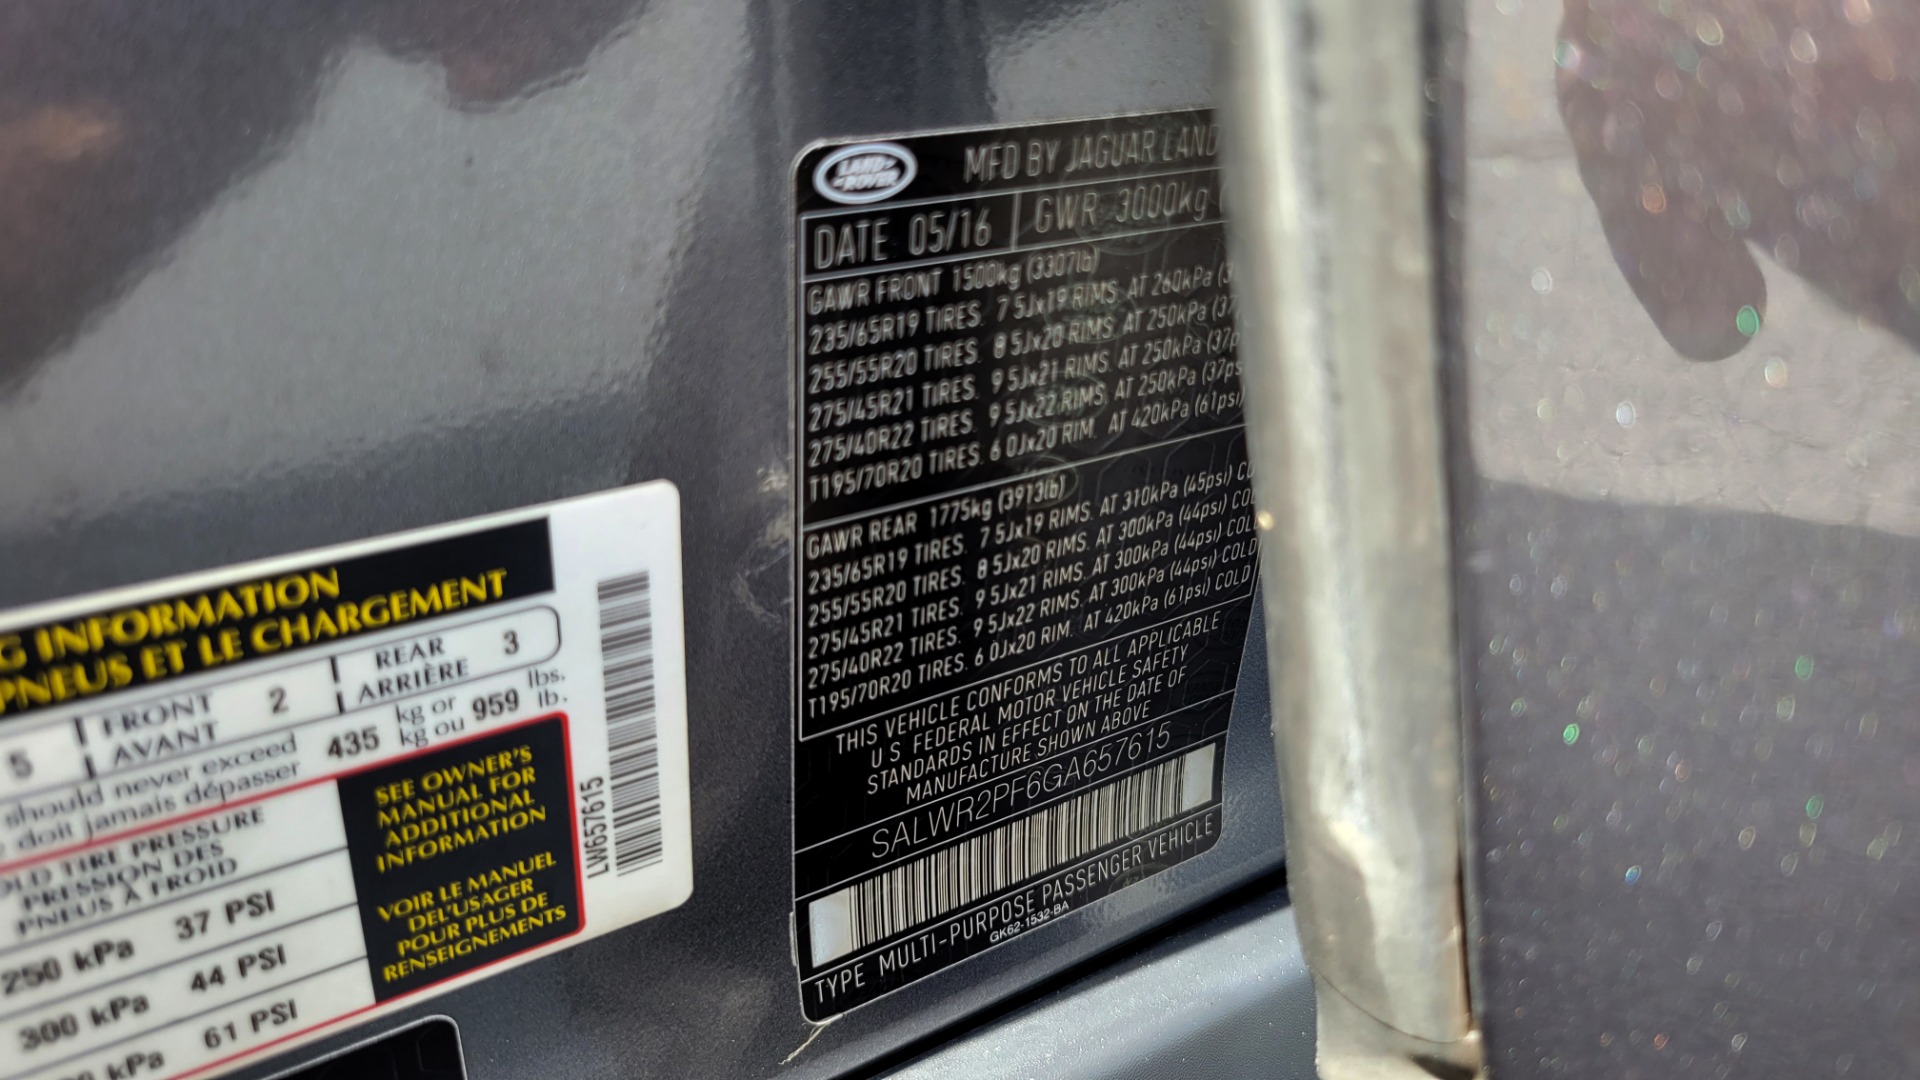 LAND-
-ROVER
MFD BY JAGUAR LAND
DATE 05/16 GWR 3000kg
GAWR FRONT 1500kg (3307lb)
235/65R19 TIRES. 7 5Jx19 RIMS. AT 260kPa (3
255/55R20 TIRES. 8 5Jx20 RIMS. AT 250kPa (37
275/45R21 TIRES. 9 5Jx21 RIMS. AT 250kPa (37p
275/40R22 TIRES. 9 5Jx22 RIMS. AT 250kPa (37ps
T195/70R20 TIRES. 6 0Jx20 RIM. AT 420kPa (61psi)
GAWR REAR 1775kg (3913lb)
235/65R19 TIRES. 7 5Jx19 RIMS. AT 310kPa (45psi) CO
255/55R20 TIRES. 8 5Jx20 RIMS. AT 300kPa (44psi) COL
275/45R21 TIRES. 9 5Jx21 RIMS. AT 300kPa (44psi) COL
275/40R22 TIRES. 9 5Jx22 RIMS. AT 300kPa (44psi) COLD
T195/70R20 TIRES. 6 0Jx20 RIM. AT 420kPa (61psi) COLD
THIS VEHICLE CONFORMS TO ALL APPLICABLE
U S FEDERAL MOTOR VEHICLE SAFETY
STANDARDS IN EFFECT ON THE DATE OF
MANUFACTURE SHOWN ABOVE
SALWR2PF6GA657615
TYPE MULTI-PURPOSE PASSENGER VEHICLE
GK62-1532-BA
G INFORMATION
PNEUS ET LE CHARGEMENT
5 FRONT AVANT 2 REAR ARRIÈRE 3
should never exceed
doit jamais dépasser
435 kg or kg ou 959 lbs. lb.
OLD TIRE PRESSURE
PRESSION DES
PNEUS À FROID
250 kPa 37 PSI
300 kPa 44 PSI
kPa 61 PSI
SEE OWNER'S
MANUAL FOR
ADDITIONAL
INFORMATION
VOIR LE MANUEL
DEL'USAGER
POUR PLUS DE
RENSEIGNEMENTS
LW657615